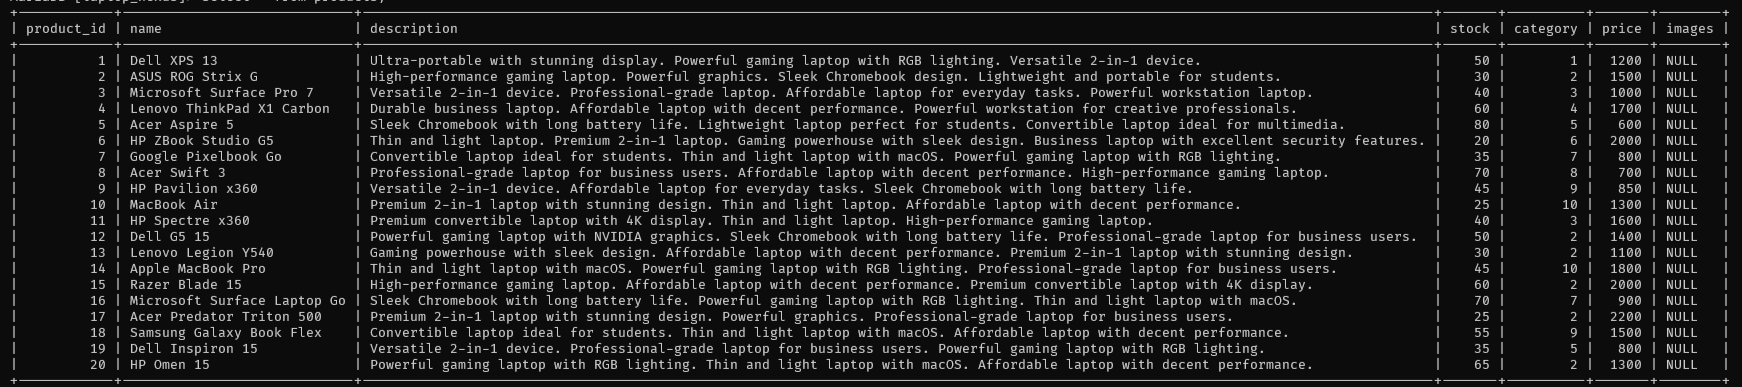 | product_id | name | description | stock | category | price | images |
| 1 | Dell XPS 13 | Ultra-portable with stunning display. Powerful gaming laptop with RGB lighting. Versatile 2-in-1 device. | 50 | 1 | 1200 | NULL |
| 2 | ASUS ROG Strix G | High-performance gaming laptop. Powerful graphics. Sleek Chromebook design. Lightweight and portable for students. | 30 | 2 | 1500 | NULL |
| 3 | Microsoft Surface Pro 7 | Versatile 2-in-1 device. Professional-grade laptop. Affordable laptop for everyday tasks. Powerful workstation laptop. | 40 | 3 | 1000 | NULL |
| 4 | Lenovo ThinkPad X1 Carbon | Durable business laptop. Affordable laptop with decent performance. Powerful workstation for creative professionals. | 60 | 4 | 1700 | NULL |
| 5 | Acer Aspire 5 | Sleek Chromebook with long battery life. Lightweight laptop perfect for students. Convertible laptop ideal for multimedia. | 80 | 5 | 600 | NULL |
| 6 | HP ZBook Studio G5 | Thin and light laptop. Premium 2-in-1 laptop. Gaming powerhouse with sleek design. Business laptop with excellent security features. | 20 | 6 | 2000 | NULL |
| 7 | Google Pixelbook Go | Convertible laptop ideal for students. Thin and light laptop with macOS. Powerful gaming laptop with RGB lighting. | 35 | 7 | 800 | NULL |
| 8 | Acer Swift 3 | Professional-grade laptop for business users. Affordable laptop with decent performance. High-performance gaming laptop. | 70 | 8 | 700 | NULL |
| 9 | HP Pavilion x360 | Versatile 2-in-1 device. Affordable laptop for everyday tasks. Sleek Chromebook with long battery life. | 45 | 9 | 850 | NULL |
| 10 | MacBook Air | Premium 2-in-1 laptop with stunning design. Thin and light laptop. Affordable laptop with decent performance. | 25 | 10 | 1300 | NULL |
| 11 | HP Spectre x360 | Premium convertible laptop with 4K display. Thin and light laptop. High-performance gaming laptop. | 40 | 3 | 1600 | NULL |
| 12 | Dell G5 15 | Powerful gaming laptop with NVIDIA graphics. Sleek Chromebook with long battery life. Professional-grade laptop for business users. | 50 | 2 | 1400 | NULL |
| 13 | Lenovo Legion Y540 | Gaming powerhouse with sleek design. Affordable laptop with decent performance. Premium 2-in-1 laptop with stunning design. | 30 | 2 | 1100 | NULL |
| 14 | Apple MacBook Pro | Thin and light laptop with macOS. Powerful gaming laptop with RGB lighting. Professional-grade laptop for business users. | 45 | 10 | 1800 | NULL |
| 15 | Razer Blade 15 | High-performance gaming laptop. Affordable laptop with decent performance. Premium convertible laptop with 4K display. | 60 | 2 | 2000 | NULL |
| 16 | Microsoft Surface Laptop Go | Sleek Chromebook with long battery life. Powerful gaming laptop with RGB lighting. Thin and light laptop with macOS. | 70 | 7 | 900 | NULL |
| 17 | Acer Predator Triton 500 | Premium 2-in-1 laptop with stunning design. Powerful graphics. Professional-grade laptop for business users. | 25 | 2 | 2200 | NULL |
| 18 | Samsung Galaxy Book Flex | Convertible laptop ideal for students. Thin and light laptop with macOS. Affordable laptop with decent performance. | 55 | 9 | 1500 | NULL |
| 19 | Dell Inspiron 15 | Versatile 2-in-1 device. Professional-grade laptop for business users. Powerful gaming laptop with RGB lighting. | 35 | 5 | 800 | NULL |
| 20 | HP Omen 15 | Powerful gaming laptop with RGB lighting. Thin and light laptop with macOS. Affordable laptop with decent performance. | 65 | 2 | 1300 | NULL |